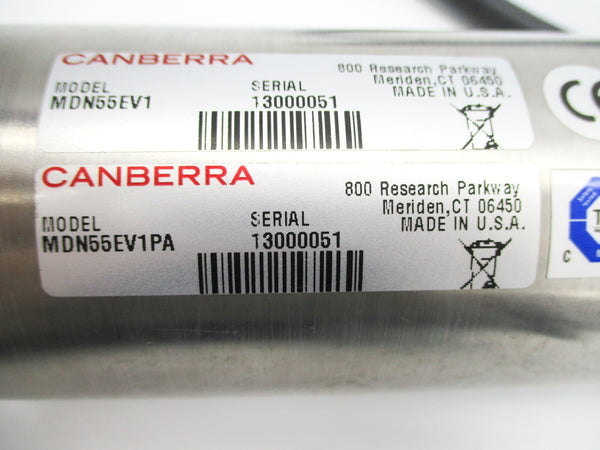 CANBERRA
800 Research Parkway
Meriden,CT 06450
MADE IN U.S.A.
MODEL
MDN55EV1
SERIAL
13000051
CE
CANBERRA
800 Research Parkway
Meriden,CT 06450
MADE IN U.S.A.
MODEL
MDN55EV1PA
SERIAL
13000051
C